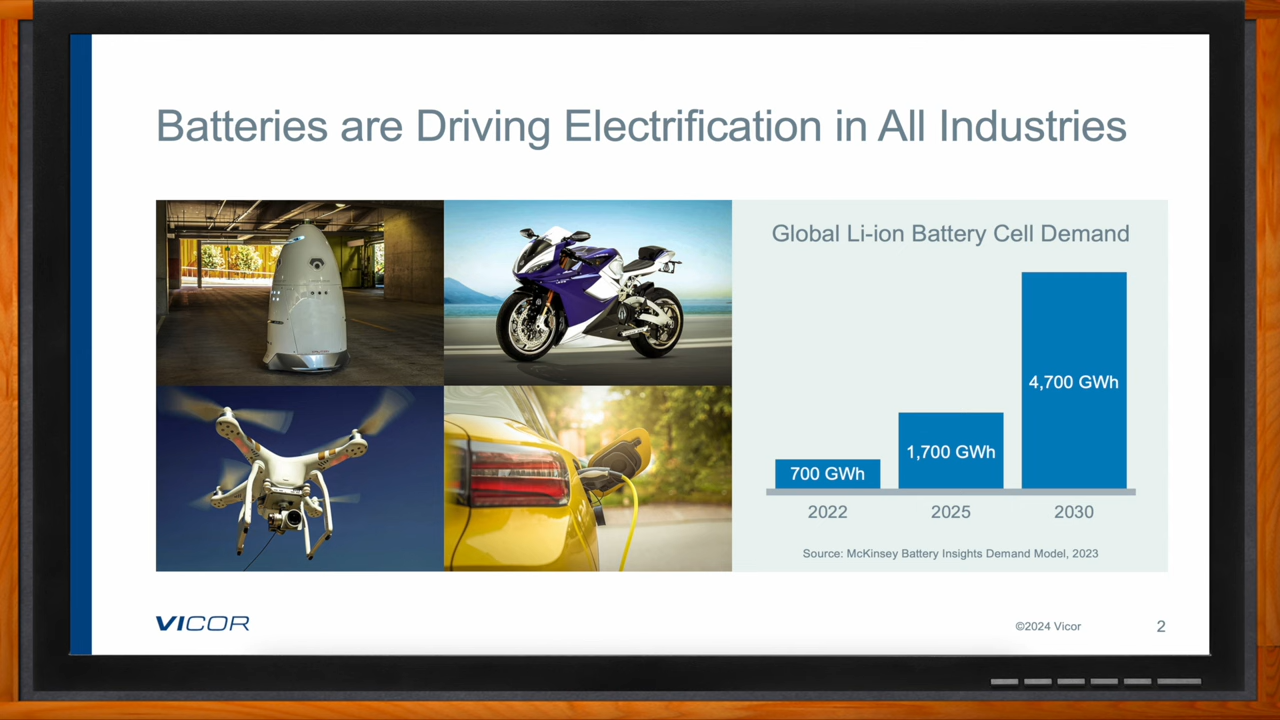 Batteries are Driving Electrification in All Industries
Global Li-ion Battery Cell Demand
4,700 GWh
1,700 GWh
700 GWh
2022 2025 2030
Source: McKinsey Battery Insights Demand Model, 2023
VICOR
©2024 Vicor 2